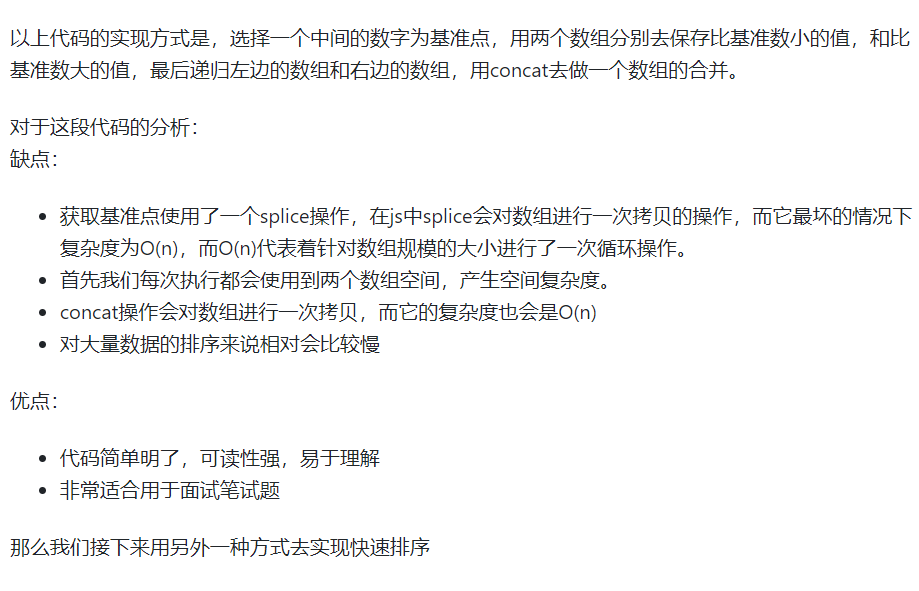 以上代码的实现方式是，选择一个中间的数字为基准点，用两个数组分别去保存比基准数小的值，和比
基准数大的值，最后递归左边的数组和右边的数组，用concat去做一个数组的合并。
对于这段代码的分析：
缺点：
获取基准点使用了一个splice操作，在js中splice会对数组进行一次拷贝的操作，而它最坏的情况下
复杂度为O(n)，而O(n)代表着针对数组规模的大小进行了一次循环操作。
首先我们每次执行都会使用到两个数组空间，产生空间复杂度。
concat操作会对数组进行一次拷贝，而它的复杂度也会是O(n)
对大量数据的排序来说相对会比较慢
优点：
代码简单明了，可读性强，易于理解
非常适合用于面试笔试题
那么我们接下来用另外一种方式去实现快速排序